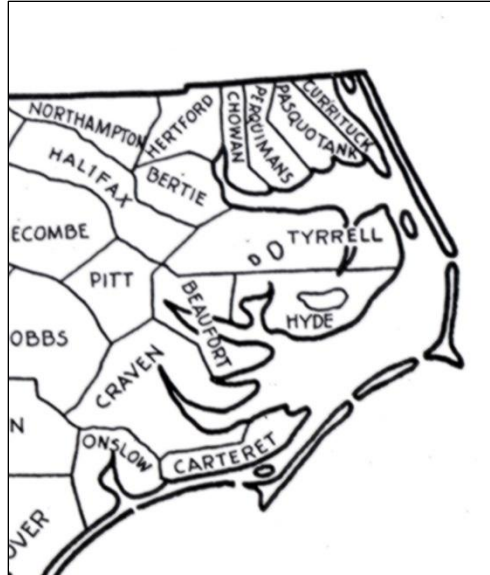 NORTHAMPTON
HERTFORD
CHOWAN
PERQUIMANS
PASQUOTANK
CURRITUCK
HALIFAX
BERTIE
ECOMBE
TYRRELL
PITT
BEAUFORT
HYDE
OBBS
CRAVEN
N
ONSLOW
CARTERET
OVER